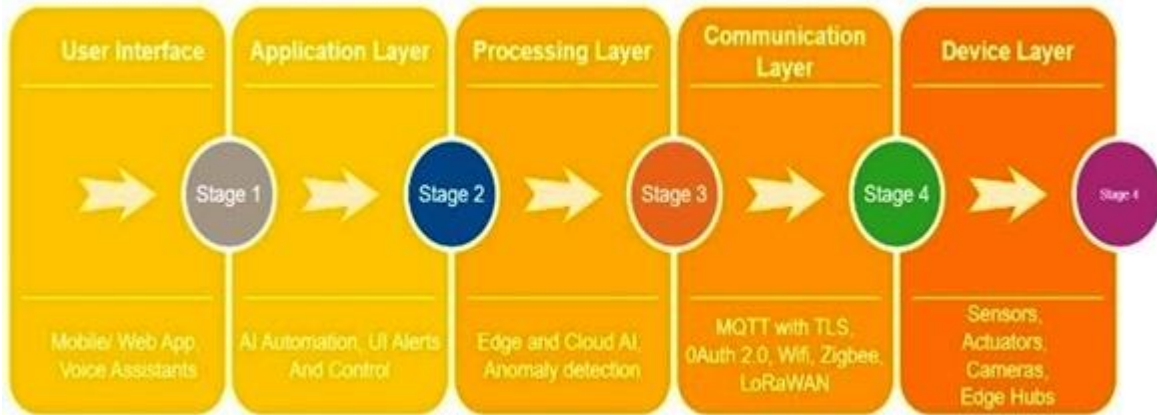 User Interface
Application Layer
Processing Layer
Communication
Layer
Device Layer
Stage 1
Stage 2
Stage 3
Stage 4
Stage 4
Mobile/ Web App,
Voice Assistants
AI Automation, UI Alerts
And Control
Edge and Cloud AI,
Anomaly detection
MQTT with TLS,
0Auth 2.0, Wifi, Zigbee,
LoRaWAN
Sensors,
Actuators,
Cameras,
Edge Hubs